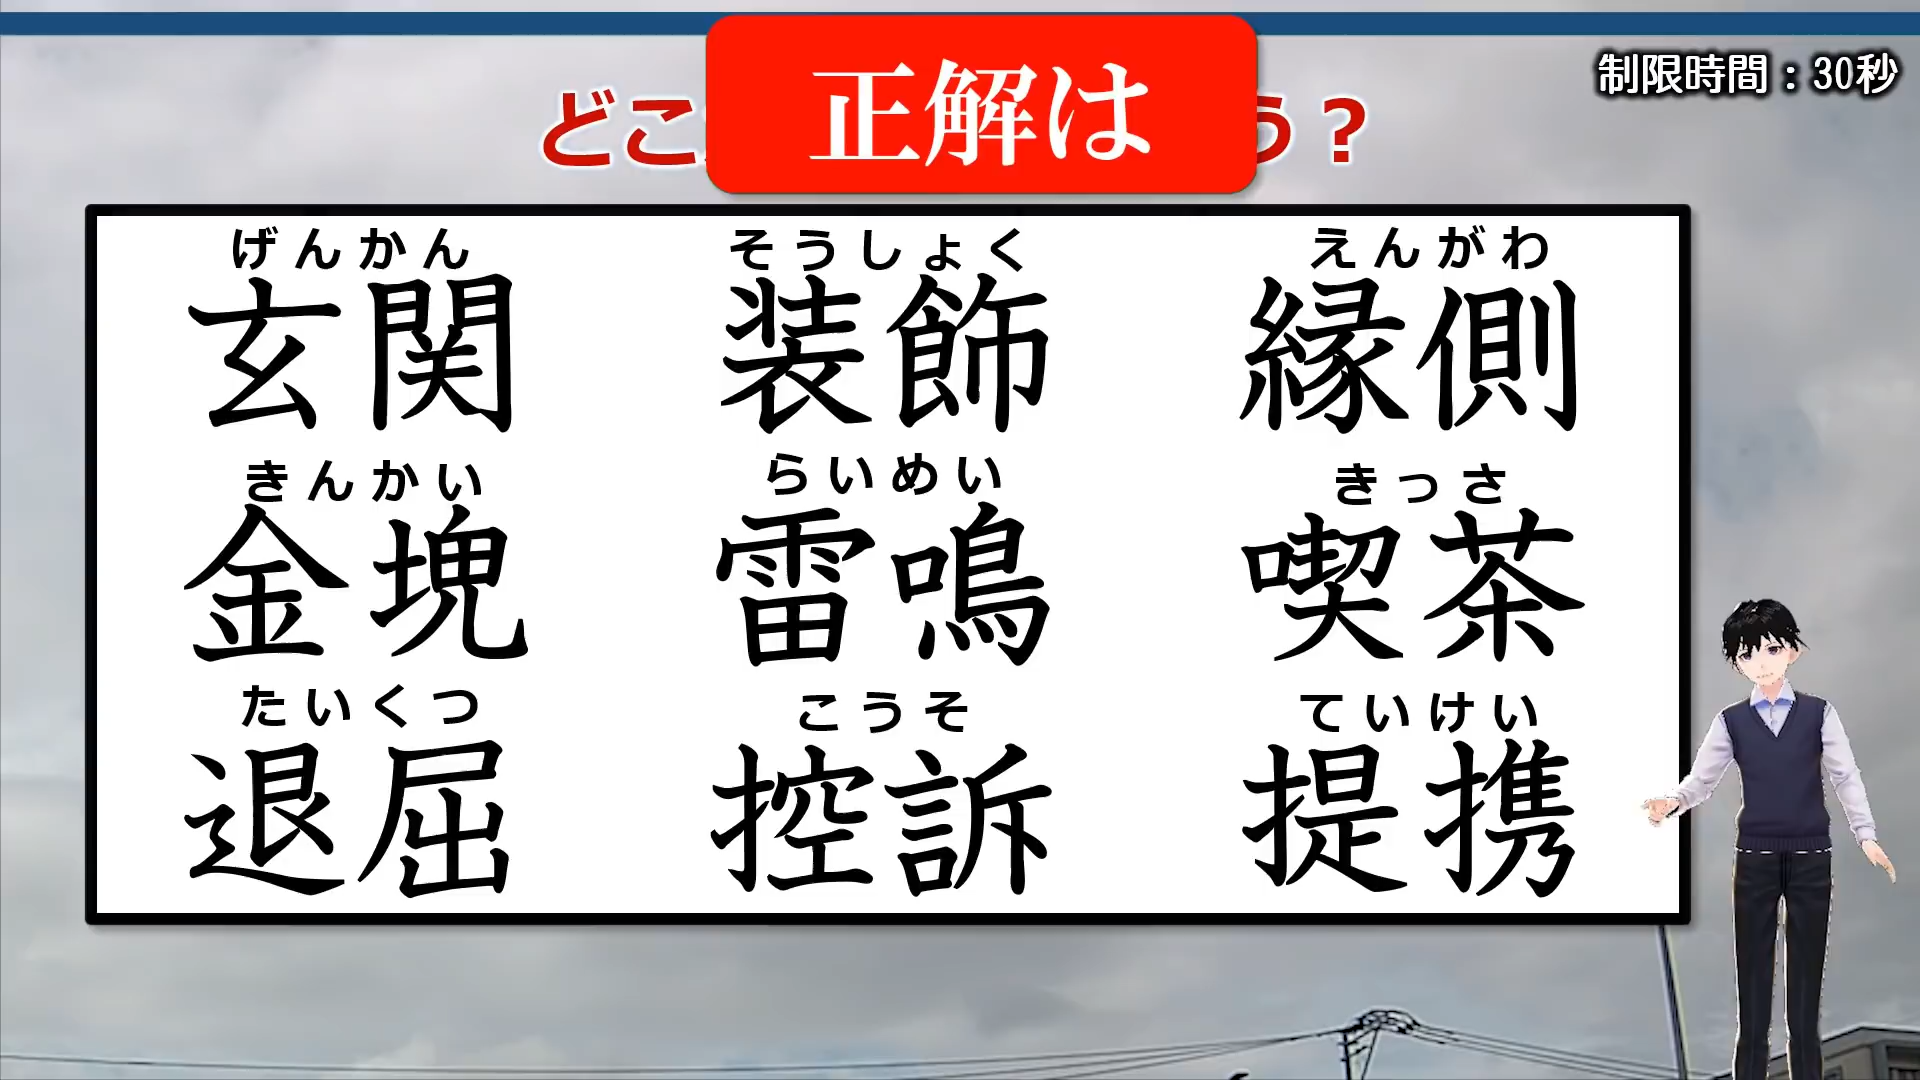 正解は
どこ
う？
制限時間：30秒
げんかん
玄関
そうしょく
装飾
えんがわ
縁側
きんかい
らいめい
雷鳴
きっさ
喫茶
たいくつ
退屈
こうそ
控訴
ていけい
提携